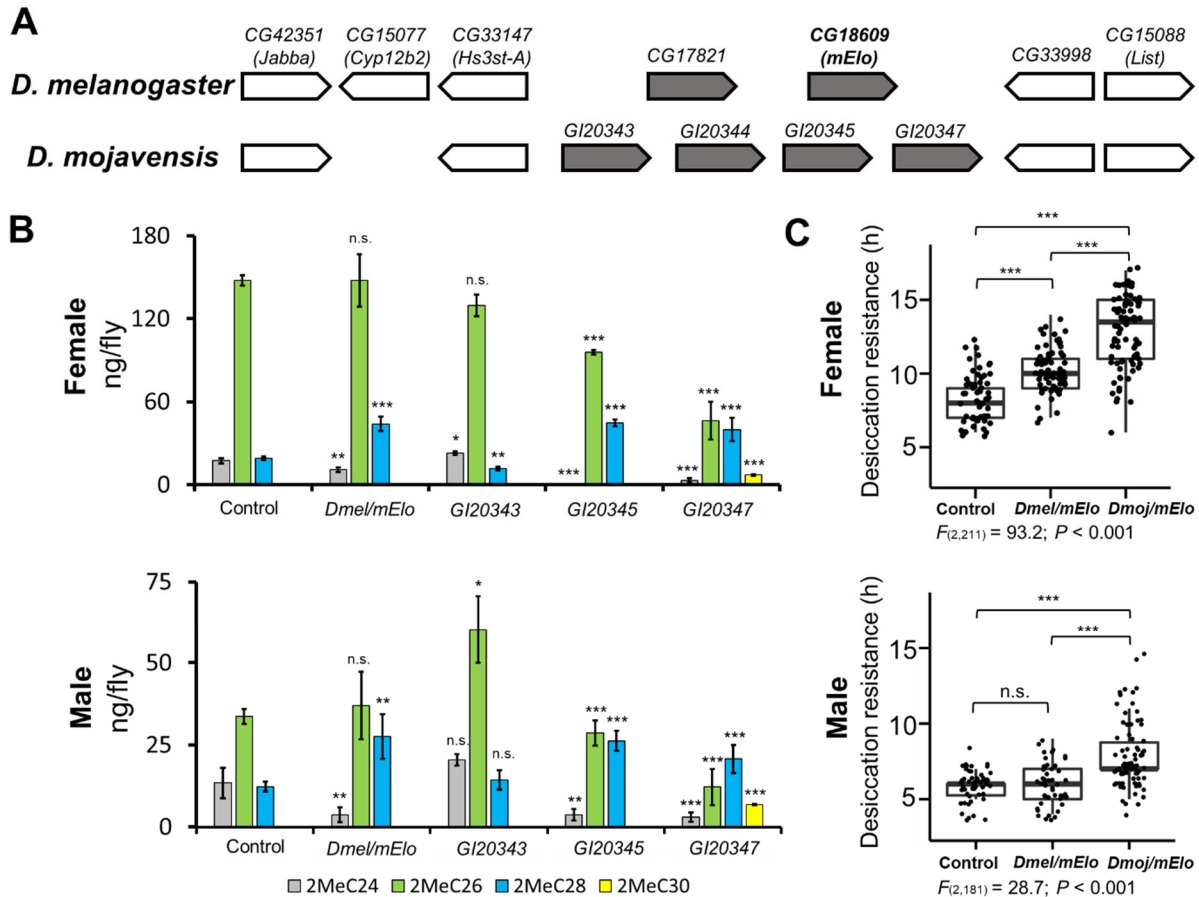 A
CG42351 CG15077 CG33147 CG18609 CG15088
(Jabba) (Cyp12b2) (Hs3st-A) CG17821 (mElo) CG33998 (List)
D. melanogaster
GI20343 GI20344 GI20345 GI20347
D. mojavensis
B
Female
ng/fly
180
120
60
0
n.s.
** ***
n.s.
* **
*** *** ***
*** *** *** ***
Control Dmel/mElo GI20343 GI20345 GI20347
Male
ng/fly
75
50
25
0
n.s.
** **
*
n.s. n.s.
** *** ***
*** *** *** ***
Control Dmel/mElo GI20343 GI20345 GI20347
2MeC24 2MeC26 2MeC28 2MeC30
C
Female
Desiccation resistance (h)
***
*** ***
15
10
5
Control Dmel/mElo Dmoj/mElo
F(2,211) = 93.2; P < 0.001
Male
Desiccation resistance (h)
***
***
n.s.
15
10
5
Control Dmel/mElo Dmoj/mElo
F(2,181) = 28.7; P < 0.001